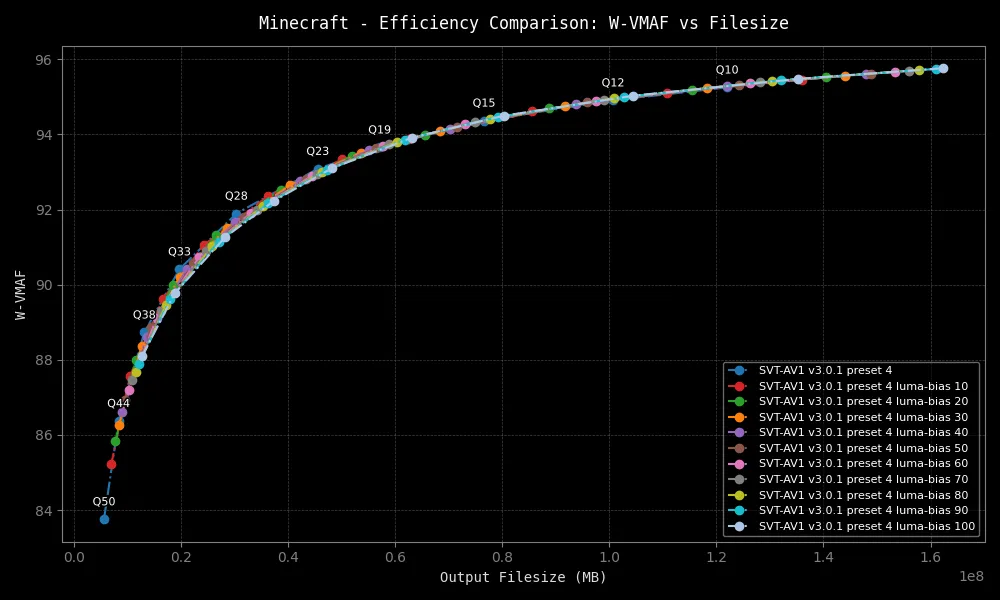 Minecraft - Efficiency Comparison: W-VMAF vs Filesize
96
94
92
90
88
86
84
W-VMAF
Q10
Q12
Q15
Q19
Q23
Q28
Q33
Q38
Q44
Q50
SVT-AV1 v3.0.1 preset 4
SVT-AV1 v3.0.1 preset 4 luma-bias 10
SVT-AV1 v3.0.1 preset 4 luma-bias 20
SVT-AV1 v3.0.1 preset 4 luma-bias 30
SVT-AV1 v3.0.1 preset 4 luma-bias 40
SVT-AV1 v3.0.1 preset 4 luma-bias 50
SVT-AV1 v3.0.1 preset 4 luma-bias 60
SVT-AV1 v3.0.1 preset 4 luma-bias 70
SVT-AV1 v3.0.1 preset 4 luma-bias 80
SVT-AV1 v3.0.1 preset 4 luma-bias 90
SVT-AV1 v3.0.1 preset 4 luma-bias 100
0.0 0.2 0.4 0.6 0.8 1.0 1.2 1.4 1.6
1e8
Output Filesize (MB)